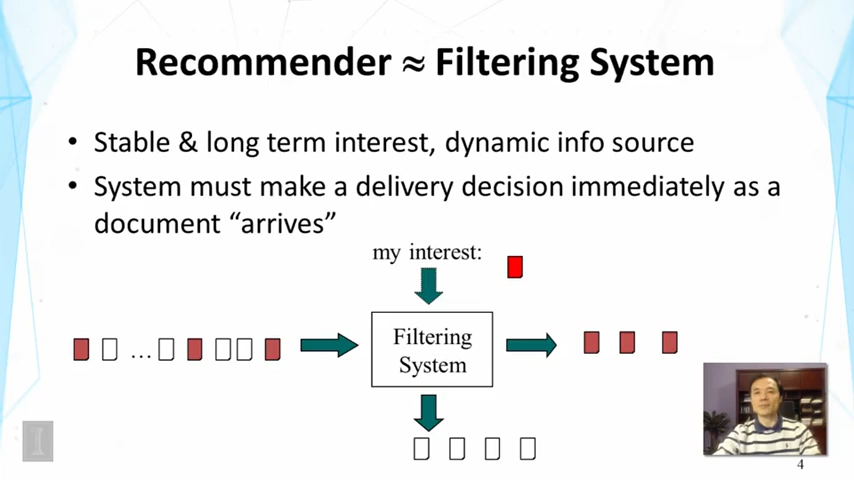 Recommender ≈ Filtering System
• Stable & long term interest, dynamic info source
• System must make a delivery decision immediately as a
document “arrives”
my interest:
...
Filtering
System
I
4